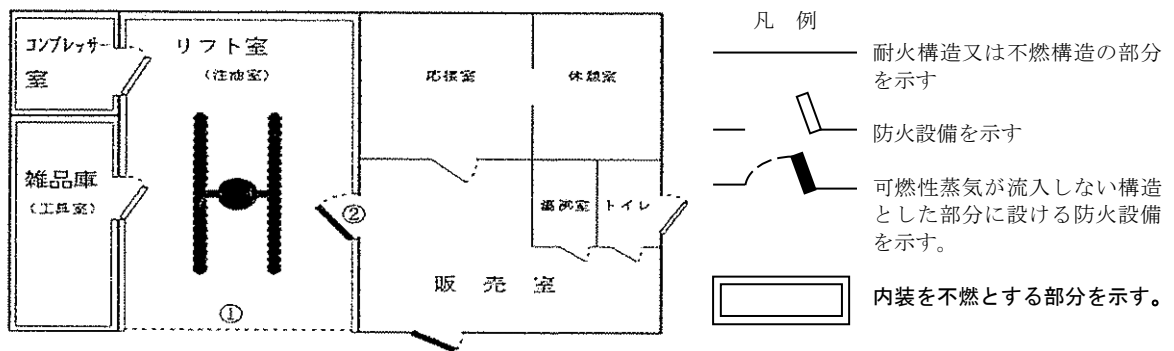 コンプレッサー
室
リフト室
(注油室)
応接室
休憩室
雑品庫
(工具室)
②
湯沸室
トイレ
販売室
①
凡 例
耐火構造又は不燃構造の部分
を示す
防火設備を示す
可燃性蒸気が流入しない構造
とした部分に設ける防火設備
を示す。
内装を不燃とする部分を示す。